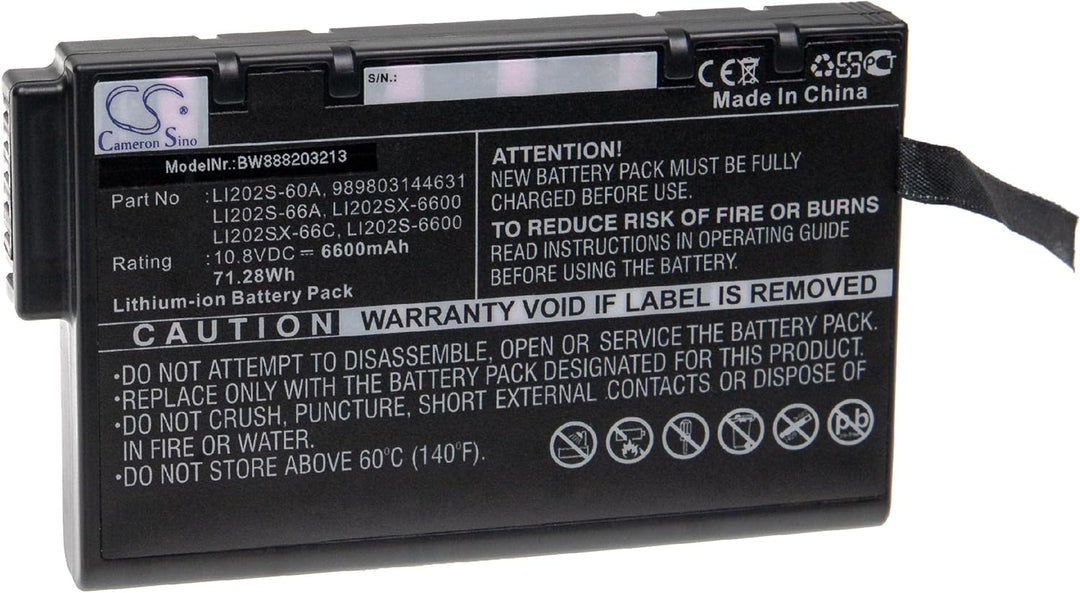 CS
Cameron Sino
S/N.:
CE
PCT
Made In China
ModelNr.:BW888203213
Part No :LI202S-60A, 989803144631
LI202S-66A, LI202SX-6600
LI202SX-66C, LI202S-6600
Rating :10.8VDC = 6600mAh
71.28Wh
Lithium-ion Battery Pack
ATTENTION!
NEW BATTERY PACK MUST BE
FULLY CHARGED BEFORE USE.
TO REDUCE RISK OF FIRE OR BURNS
READ INSTRUCTIONS IN OPERATING GUIDE
BEFORE USING THE BATTERY.
CAUTION WARRANTY VOID IF LABEL IS REMOVED
·DO NOT ATTEMPT TO DISASSEMBLE, OPEN OR SERVICE THE BATTERY PACK.
·REPLACE ONLY WITH THE BATTERY PACK DESIGNATED FOR THIS PRODUCT.
·DO NOT CRUSH, PUNCTURE, SHORT EXTERNAL CONTACTS OR DISPOSE OF
IN FIRE OR WATER.
·DO NOT STORE ABOVE 60°C (140°F).
pb